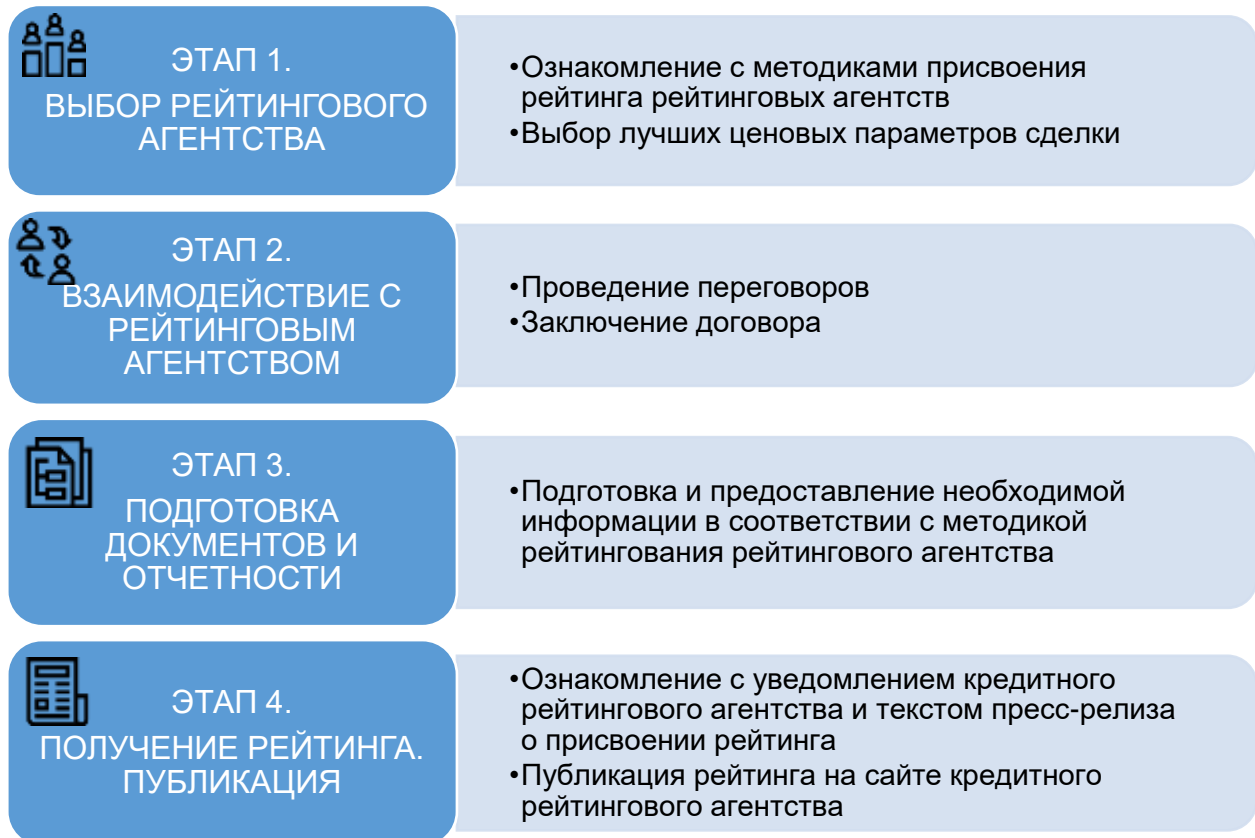 ЭТАП 1.
ВЫБОР РЕЙТИНГОВОГО
АГЕНТСТВА
•Ознакомление с методиками присвоения
рейтинга рейтинговых агентств
•Выбор лучших ценовых параметров сделки
ЭТАП 2.
ВЗАИМОДЕЙСТВИЕ С
РЕЙТИНГОВЫМ
АГЕНТСТВОМ
•Проведение переговоров
•Заключение договора
ЭТАП 3.
ПОДГОТОВКА
ДОКУМЕНТОВ И
ОТЧЕТНОСТИ
•Подготовка и предоставление необходимой
информации в соответствии с методикой
рейтингования рейтингового агентства
ЭТАП 4.
ПОЛУЧЕНИЕ РЕЙТИНГА.
ПУБЛИКАЦИЯ
•Ознакомление с уведомлением кредитного
рейтингового агентства и текстом пресс-релиза
о присвоении рейтинга
•Публикация рейтинга на сайте кредитного
рейтингового агентства